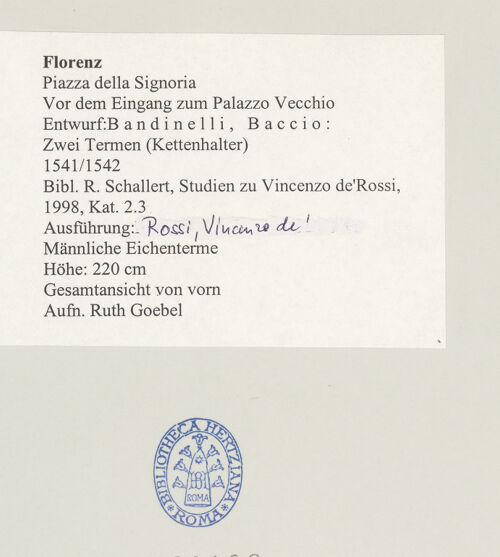 Florenz
Piazza della Signoria
Vor dem Eingang zum Palazzo Vecchio
Entwurf:Bandinelli, Baccio:
Zwei Termen (Kettenhalter)
1541/1542
Bibl. R. Schallert, Studien zu Vincenzo de'Rossi,
1998, Kat. 2.3
Ausführung: Rossi, Vincenzo de'
Männliche Eichenterme
Höhe: 220 cm
Gesamtansicht von vorn
Aufn. Ruth Goebel
BIBLIOTHECA HERTZIANA
ROMA
ROMA